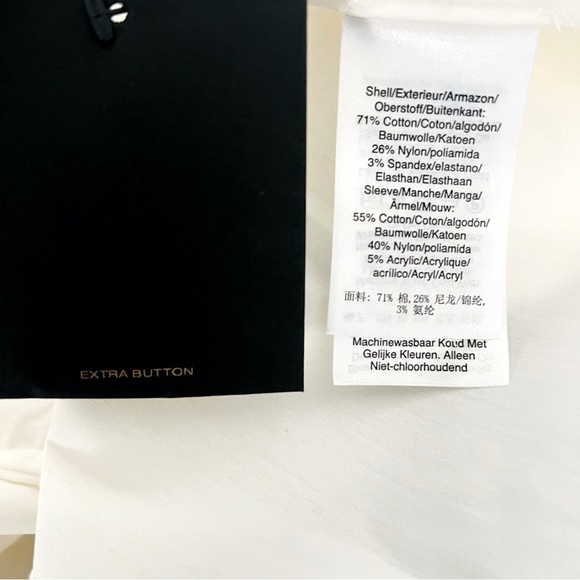 Shell/Exterieur/Armazon/
Oberstoff/Buitenkant:
71% Cotton/Coton/algodón/
Baumwolle/Katoen
26% Nylon/poliamida
3% Spandex/elastano/
Elasthan/Elasthaan
Sleeve/Manche/Manga/
Ärmel/Mouw:
55% Cotton/Coton/algodón/
Baumwolle/Katoen
40% Nylon/poliamida
5% Acrylic/Acrylique/
acrilico/Acryl/Acryl
面料: 71% 棉,26% 尼龙/锦纶,
3% 氨纶
Machinewasbaar Koud Met
Gelijke Kleuren. Alleen
Niet-chloorhoudend
EXTRA BUTTON